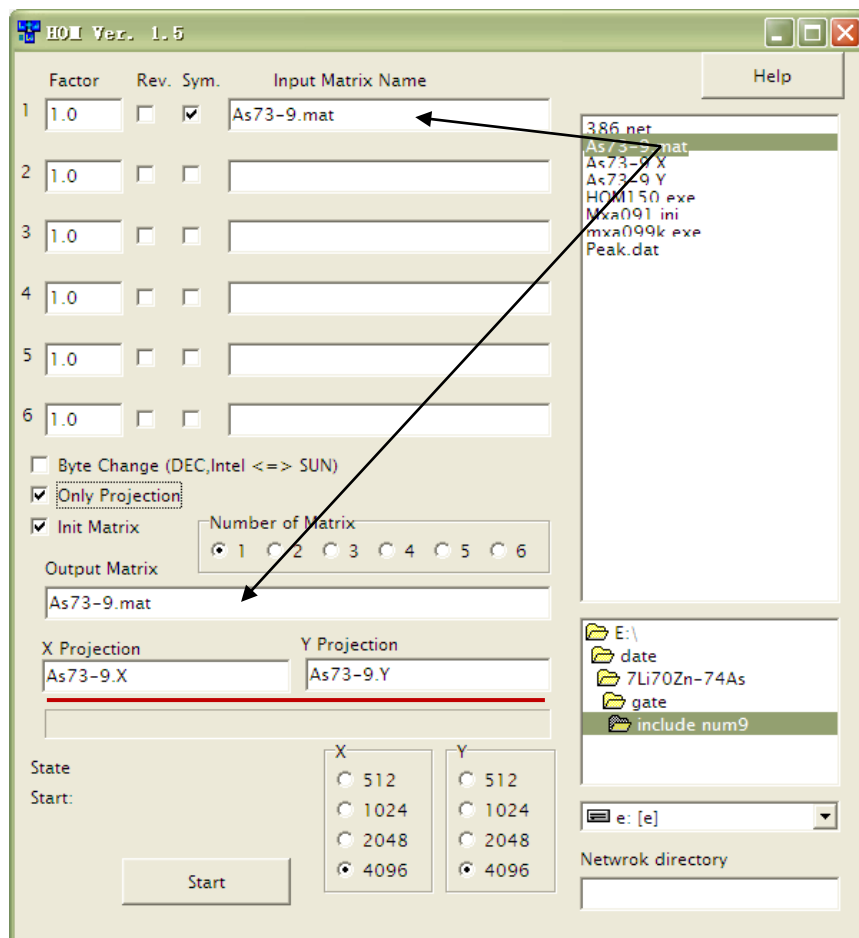 HOM Ver. 1.5
Help
Factor Rev. Sym. Input Matrix Name
1 1.0 As73-9.mat
2 1.0
3 1.0
4 1.0
5 1.0
6 1.0
Byte Change (DEC,Intel <=> SUN)
Only Projection
Init Matrix
Number of Matrix
1 2 3 4 5 6
Output Matrix
As73-9.mat
X Projection Y Projection
As73-9.X As73-9.Y
State
Start:
X Y
512 512
1024 1024
2048 2048
4096 4096
Start
386 net
As73-9.mat
As73-9 X
As73-9 Y
HOM150 exe
Mxa091 ini
mxa099k exe
Peak.dat
E:\
date
7Li70Zn-74As
gate
include num9
e: [e]
Netwrok directory